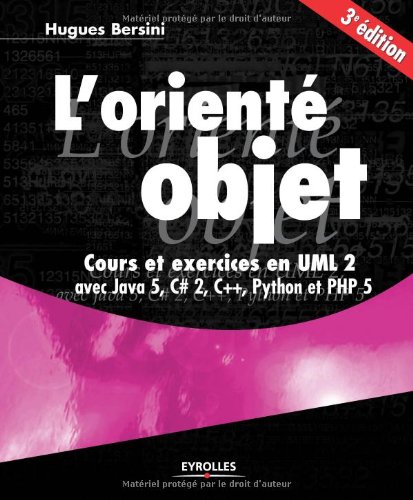 Matériel protégé par le droit d'auteur
Hugues Bersini
3e édition
L'orienté
objet
Cours et exercices en UML 2
avec Java 5, C# 2, C++, Python et PHP 5
EYROLLES
Matériel protégé par le droit d'auteur